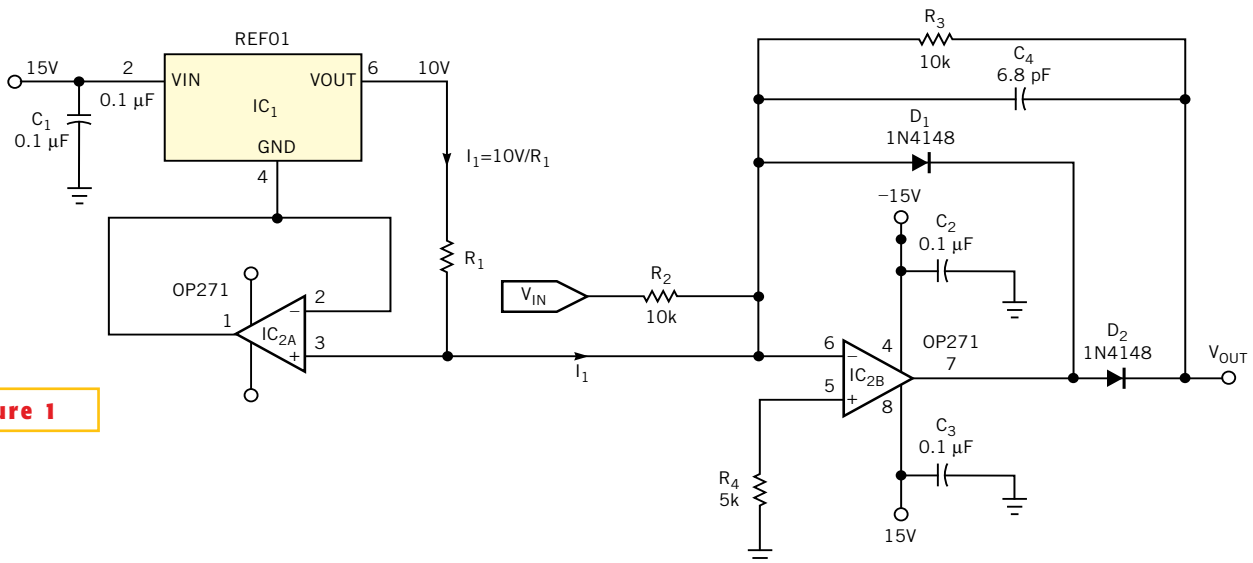 REF01
15V
2
VIN
VOUT
6
10V
0.1 µF
IC1
C1
0.1 µF
GND
4
I1=10V/R1
R1
OP271
2
1
IC2A
−
+
3
I1
ure 1
VIN
R2
10k
R3
10k
C4
6.8 pF
D1
1N4148
−15V
C2
0.1 µF
6
−
4
OP271
7
IC2B
5
+
8
D2
1N4148
VOUT
C3
0.1 µF
R4
5k
15V